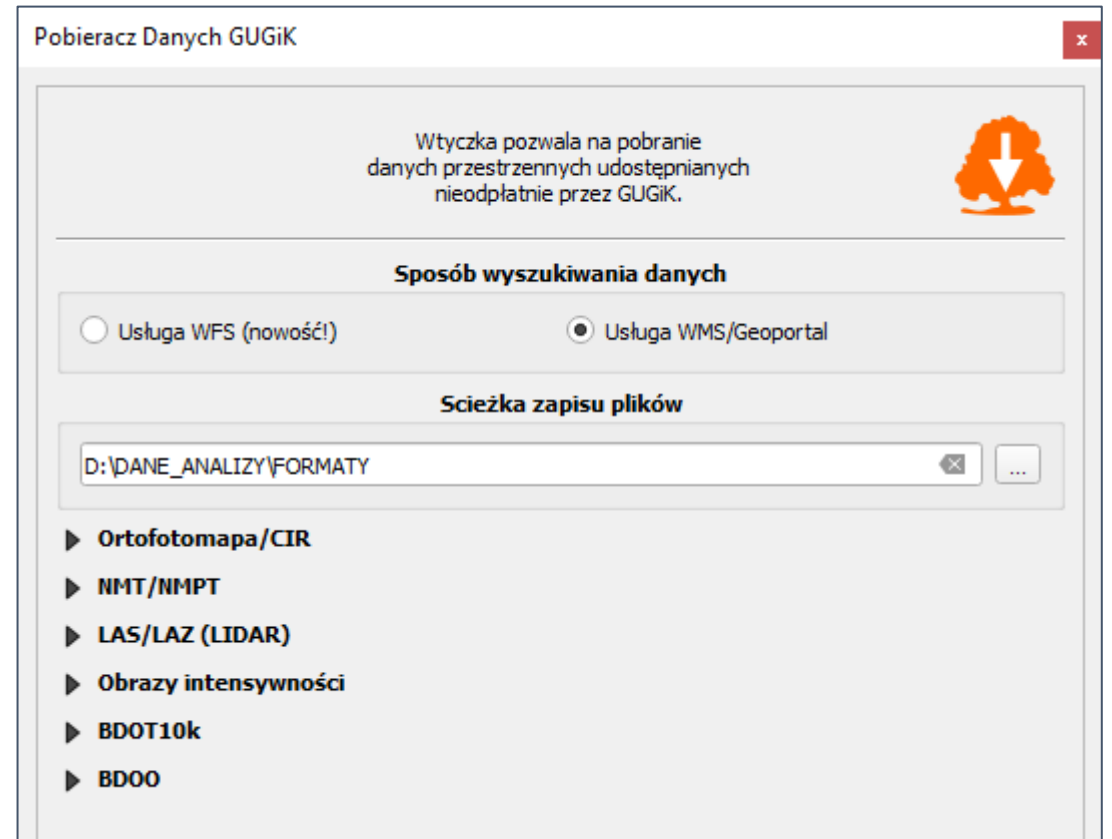 Pobieracz Danych GUGiK
x
Wtyczka pozwala na pobranie
danych przestrzennych udostępnianych
nieodpłatnie przez GUGiK.
Sposób wyszukiwania danych
Usługa WFS (nowość!)
Usługa WMS/Geoportal
Scieżka zapisu plików
D:\DANE_ANALIZY\FORMATY
...
Ortofotomapa/CIR
NMT/NMPT
LAS/LAZ (LIDAR)
Obrazy intensywności
BDOT10k
BDOO